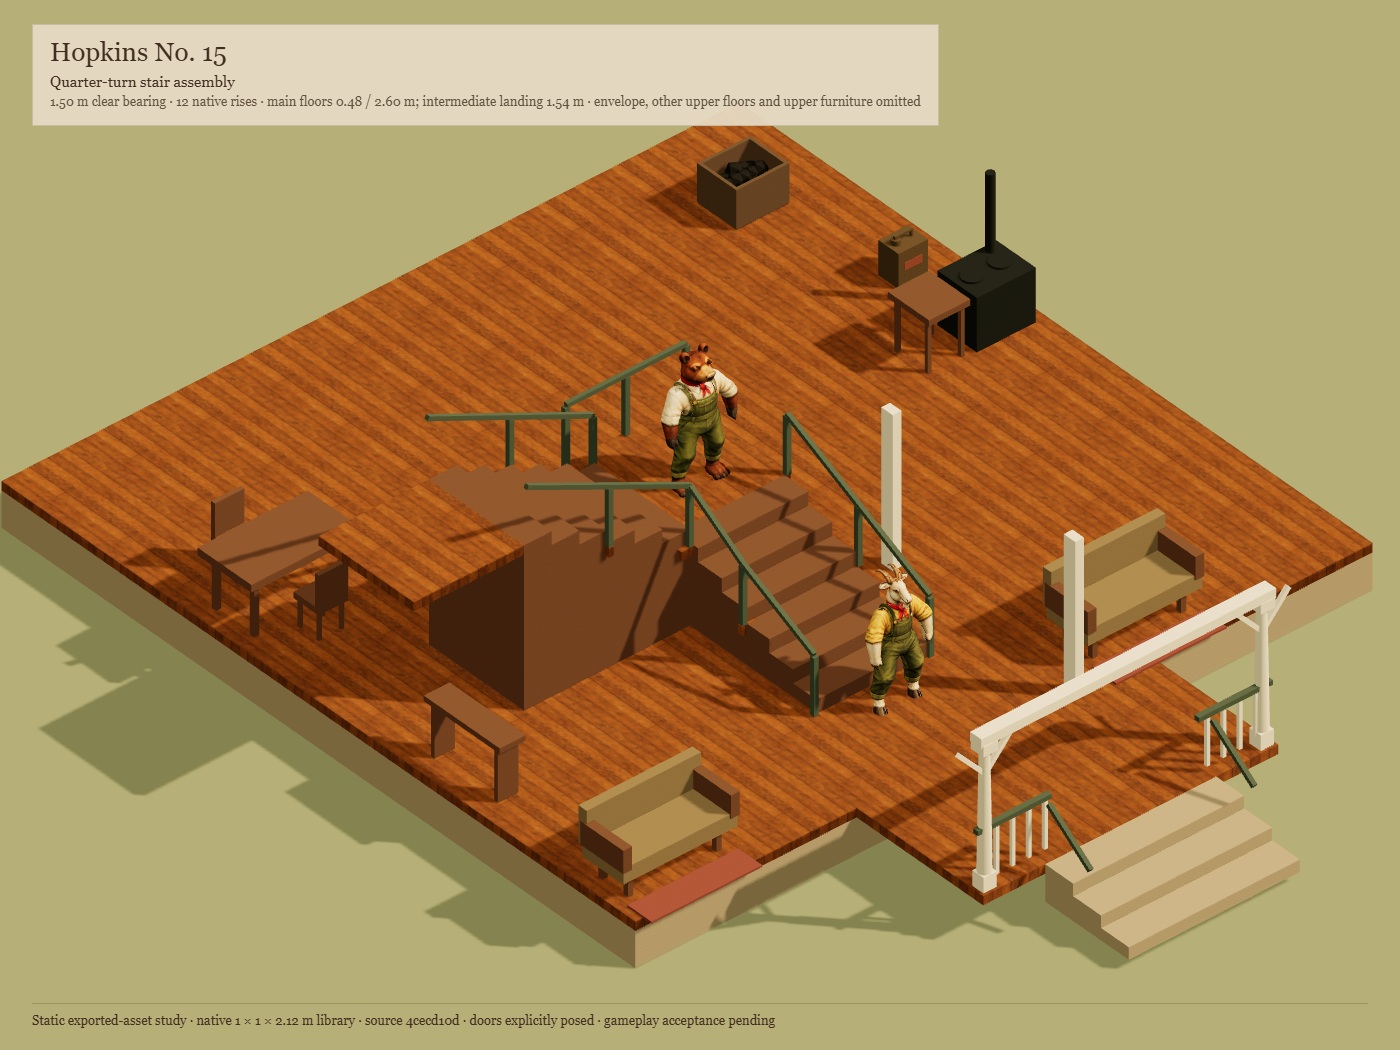 Hopkins No. 15
Quarter-turn stair assembly
1.50 m clear bearing · 12 native rises · main floors 0.48 / 2.60 m; intermediate landing 1.54 m · envelope, other upper floors and upper furniture omitted
Static exported-asset study · native 1 × 1 × 2.12 m library · source 4cecd10d · doors explicitly posed · gameplay acceptance pending